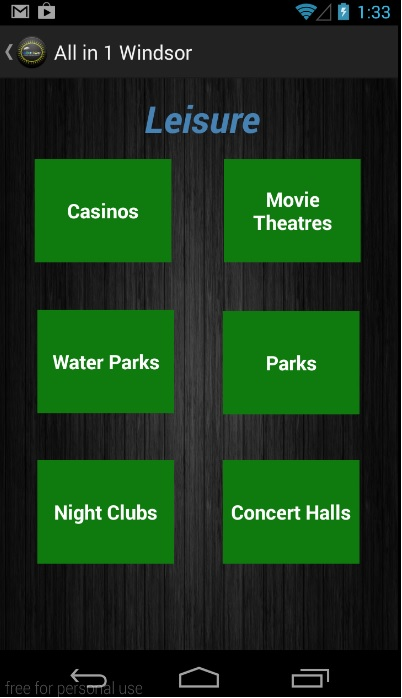 1:33
All in 1 Windsor
Leisure
Casinos
Movie
Theatres
Water Parks
Parks
Night Clubs
Concert Halls
free for personal use